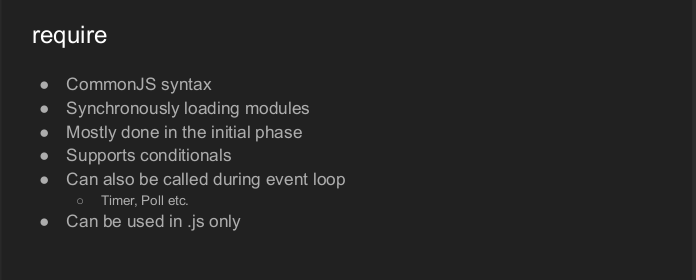 require
● CommonJS syntax
● Synchronously loading modules
● Mostly done in the initial phase
● Supports conditionals
● Can also be called during event loop
○ Timer, Poll etc.
● Can be used in .js only